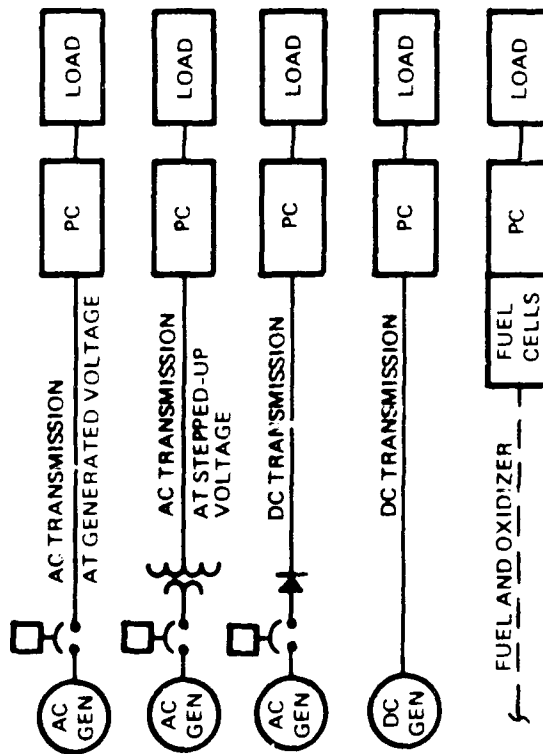 AC
GEN
AC TRANSMISSION
AT GENERATED VOLTAGE
PC
LOAD
AC
GEN
AC TRANSMISSION
AT STEPPED-UP
VOLTAGE
PC
LOAD
AC
GEN
DC TRANSMISSION
PC
LOAD
DC
GEN
DC TRANSMISSION
PC
LOAD
FUEL AND OXIDIZER
FUEL
CELLS
PC
LOAD